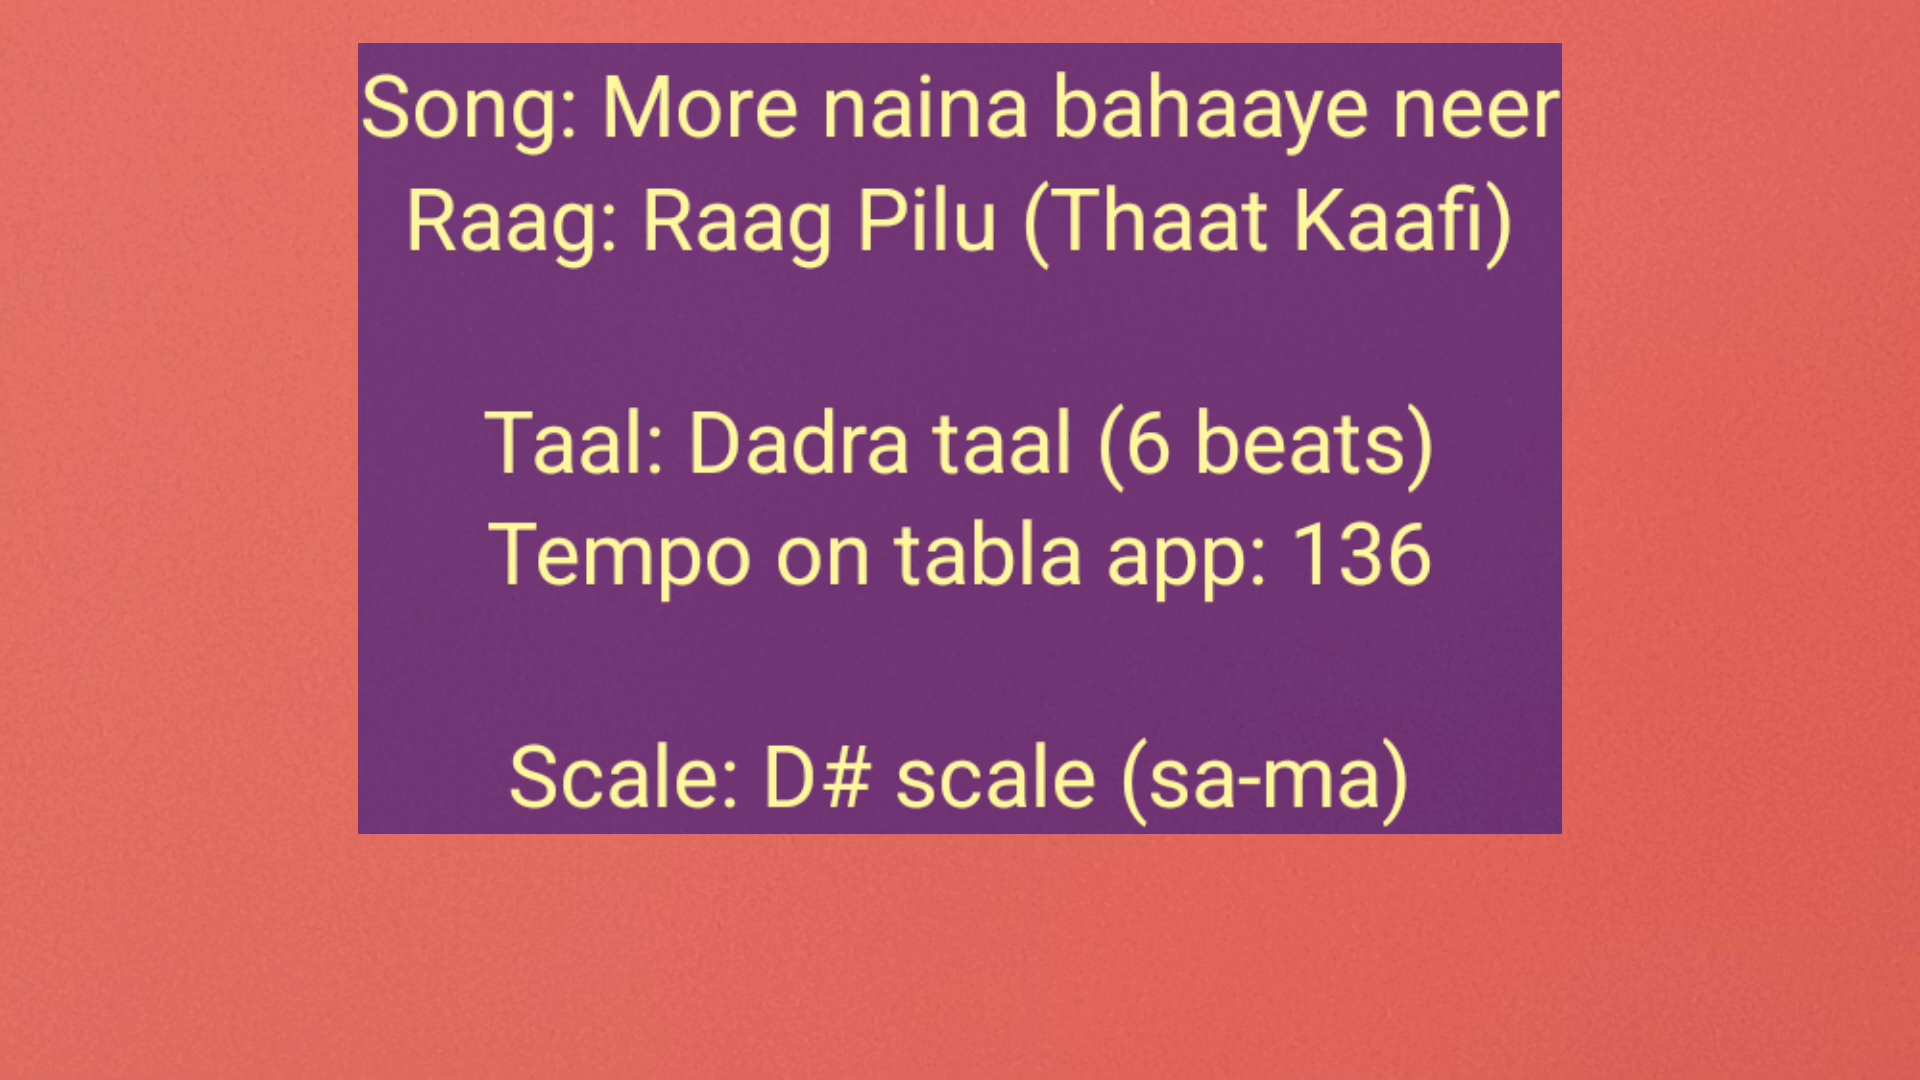 Song: More naina bahaaye neer
Raag: Raag Pilu (Thaat Kaafi)
Taal: Dadra taal (6 beats)
Tempo on tabla app: 136
Scale: D# scale (sa-ma)